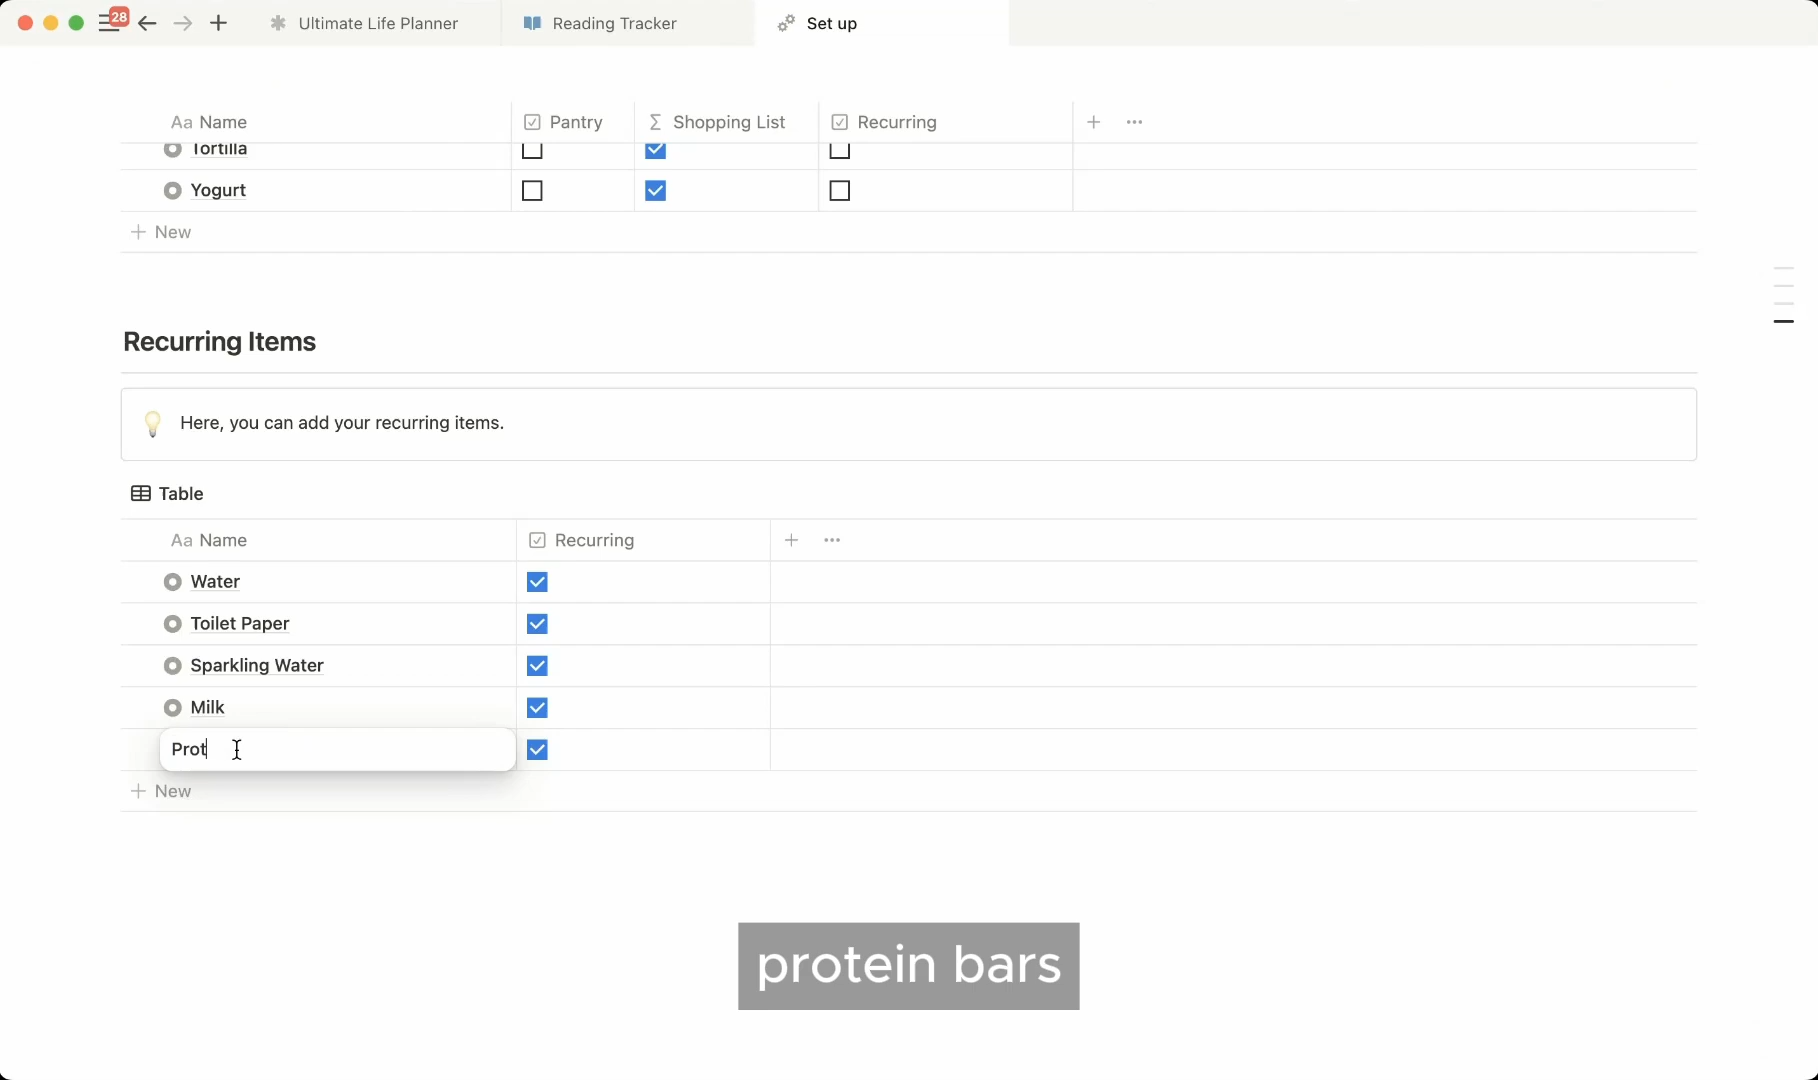 28
Ultimate Life Planner
Reading Tracker
Set up
Aa Name
Pantry
Σ Shopping List
Recurring
Tortilla
Yogurt
+ New
Recurring Items
Here, you can add your recurring items.
Table
Aa Name
Recurring
Water
Toilet Paper
Sparkling Water
Milk
Prot
+ New
protein bars